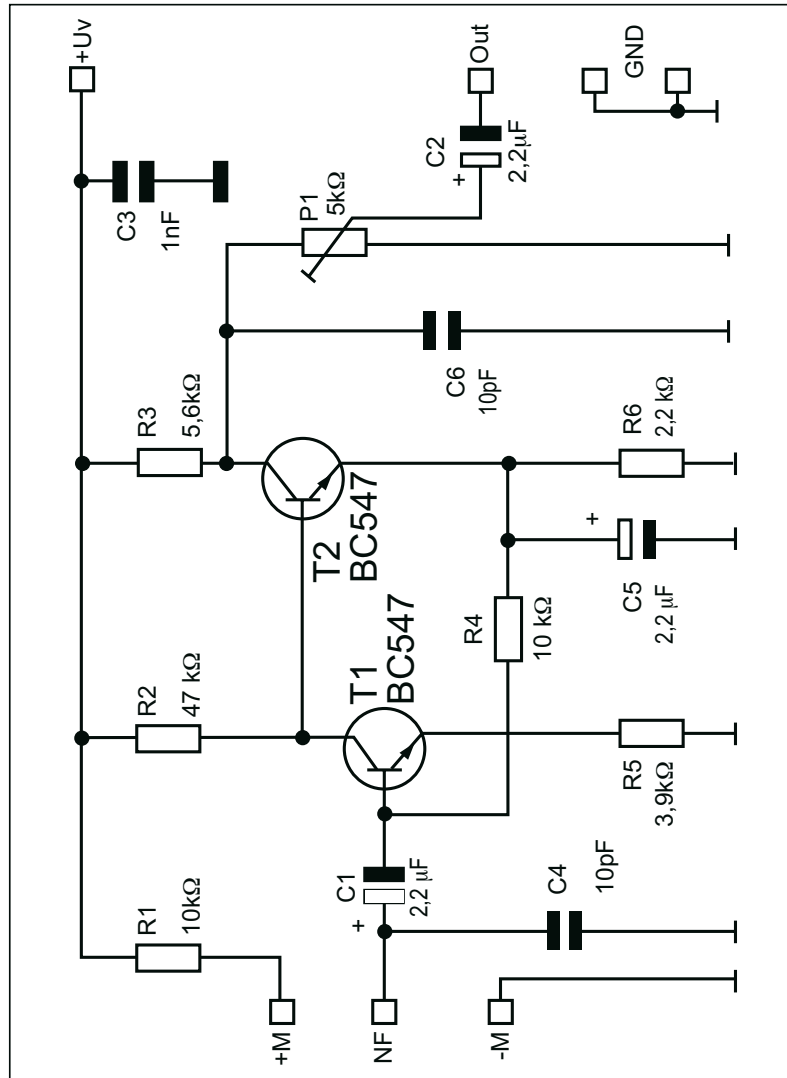 +Uv
C3
1nF
R3
5,6kΩ
R2
47 kΩ
R1
10kΩ
P1
5kΩ
C2
2,2µF
Out
GND
C6
10pF
T2
BC547
T1
BC547
R4
10 kΩ
R6
2,2 kΩ
C5
2,2 µF
R5
3,9kΩ
C1
2,2 µF
C4
10pF
+M
NF
-M
+
+
+